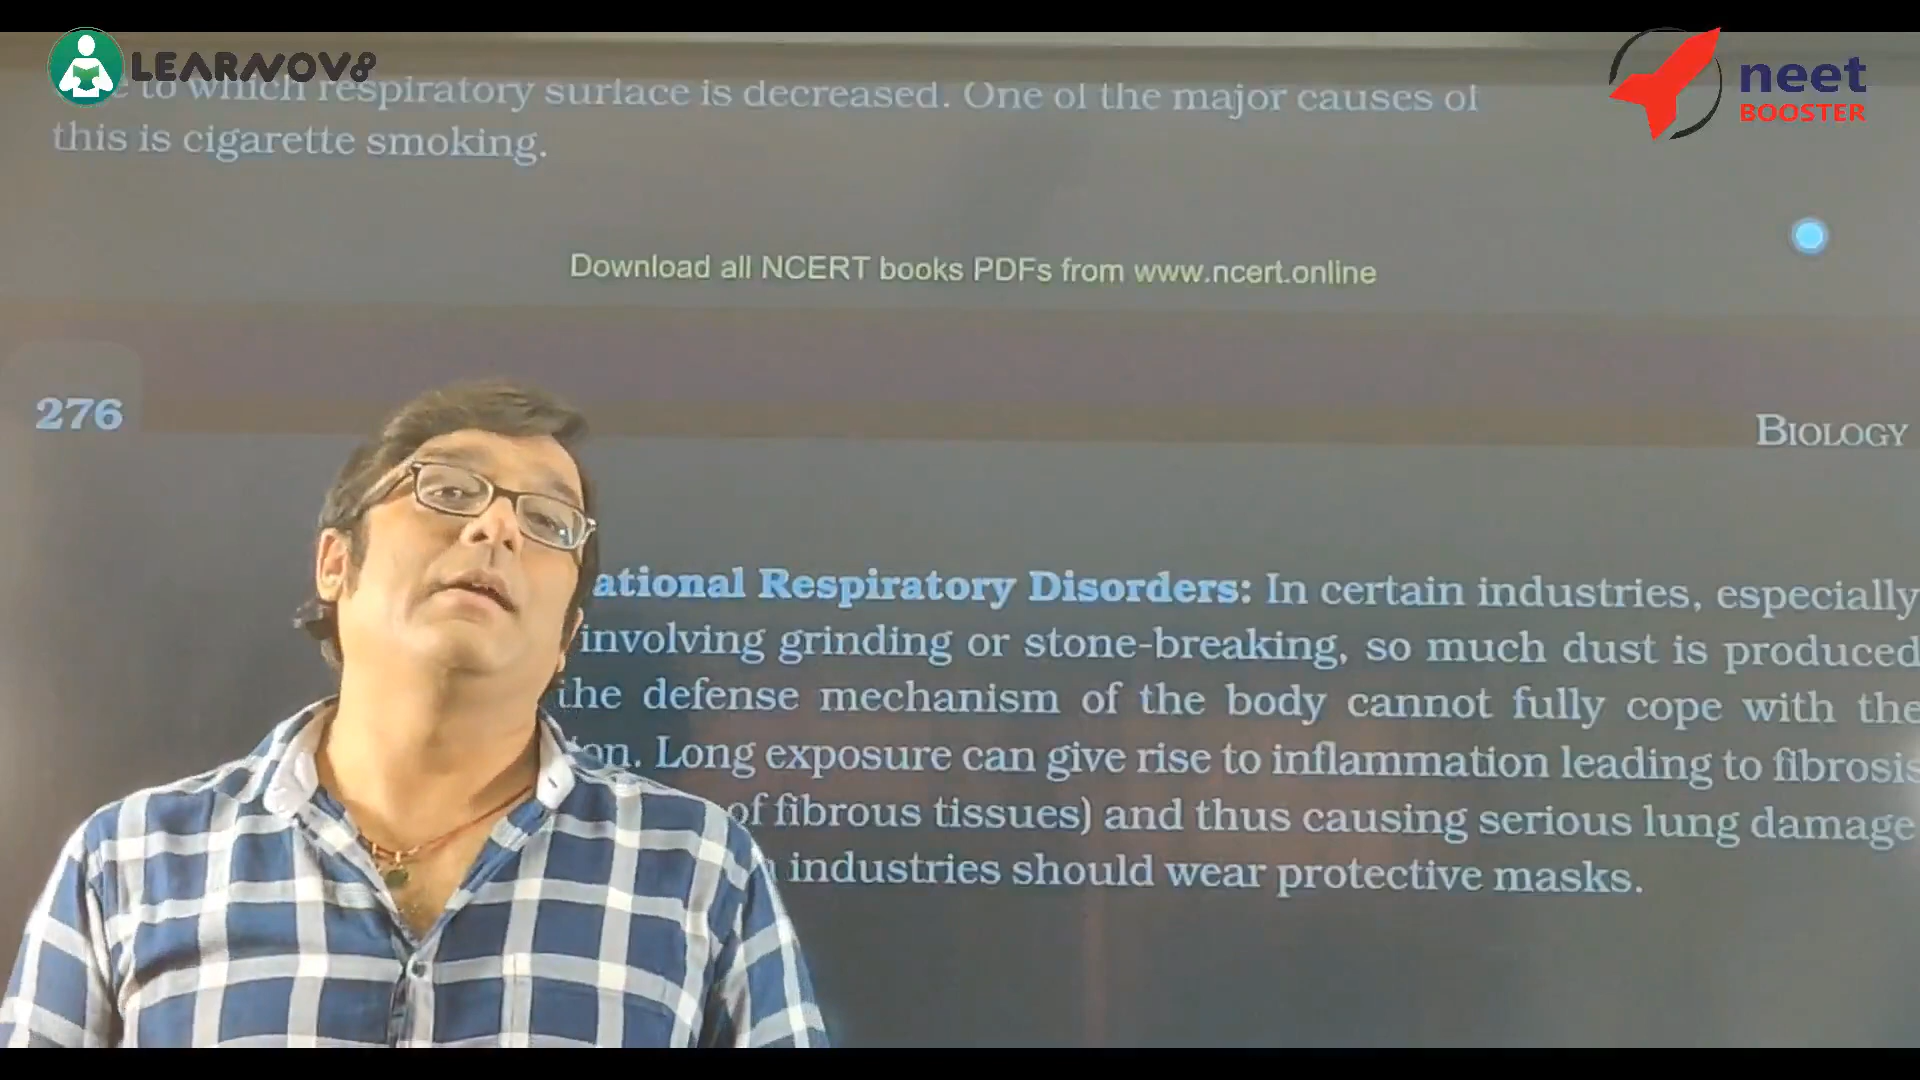 LEARNOV8
neet
BOOSTER
to which respiratory surface is decreased. One of the major causes of
this is cigarette smoking.
Download all NCERT books PDFs from www.ncert.online
276
BIOLOGY
ational Respiratory Disorders: In certain industries, especially
involving grinding or stone-breaking, so much dust is produced
the defense mechanism of the body cannot fully cope with the
on. Long exposure can give rise to inflammation leading to fibrosis
of fibrous tissues) and thus causing serious lung damage
industries should wear protective masks.